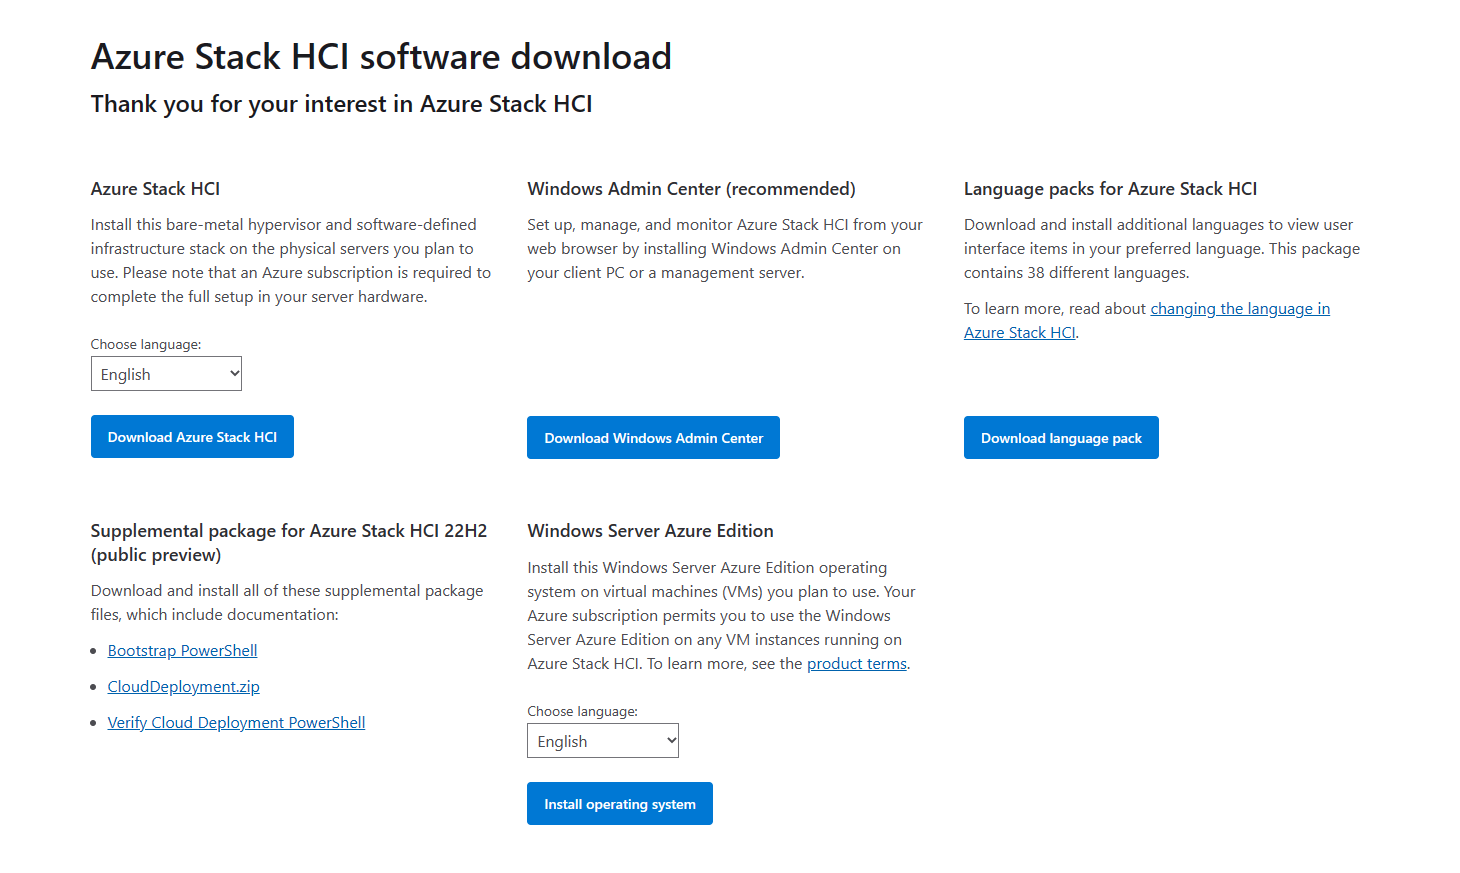 Azure Stack HCI software download
Thank you for your interest in Azure Stack HCI
Azure Stack HCI
Install this bare-metal hypervisor and software-defined
infrastructure stack on the physical servers you plan to
use. Please note that an Azure subscription is required to
complete the full setup in your server hardware.
Choose language:
English
Download Azure Stack HCI
Windows Admin Center (recommended)
Set up, manage, and monitor Azure Stack HCI from your
web browser by installing Windows Admin Center on
your client PC or a management server.
Download Windows Admin Center
Language packs for Azure Stack HCI
Download and install additional languages to view user
interface items in your preferred language. This package
contains 38 different languages.
To learn more, read about changing the language in
Azure Stack HCI.
Download language pack
Supplemental package for Azure Stack HCI 22H2
(public preview)
Download and install all of these supplemental package
files, which include documentation:
• Bootstrap PowerShell
• CloudDeployment.zip
• Verify Cloud Deployment PowerShell
Windows Server Azure Edition
Install this Windows Server Azure Edition operating
system on virtual machines (VMs) you plan to use. Your
Azure subscription permits you to use the Windows
Server Azure Edition on any VM instances running on
Azure Stack HCI. To learn more, see the product terms.
Choose language:
English
Install operating system